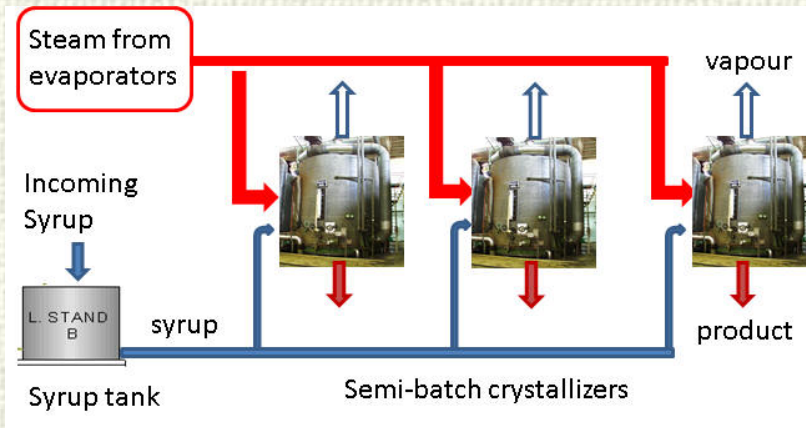 Steam from
evaporators
vapour
Incoming
Syrup
L. STAND
B
syrup
product
Syrup tank
Semi-batch crystallizers